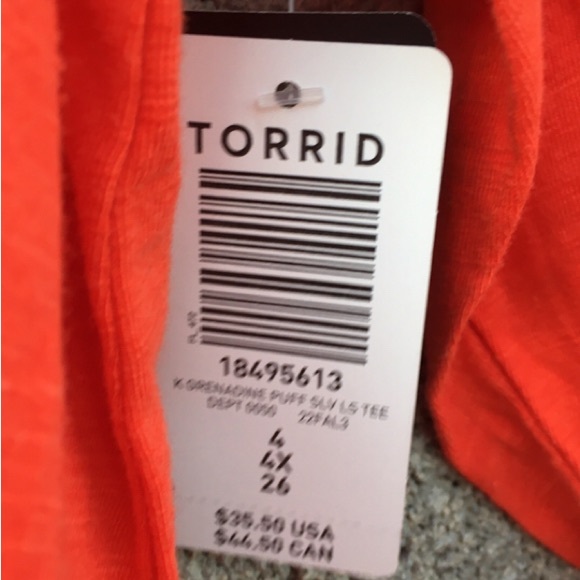 TORRID
18495613
K GRENADINE PUFF SLV LS TEE
DEPT 0000 22FAL3
4
4X
26
$35.50 USA
$44.50 CAN